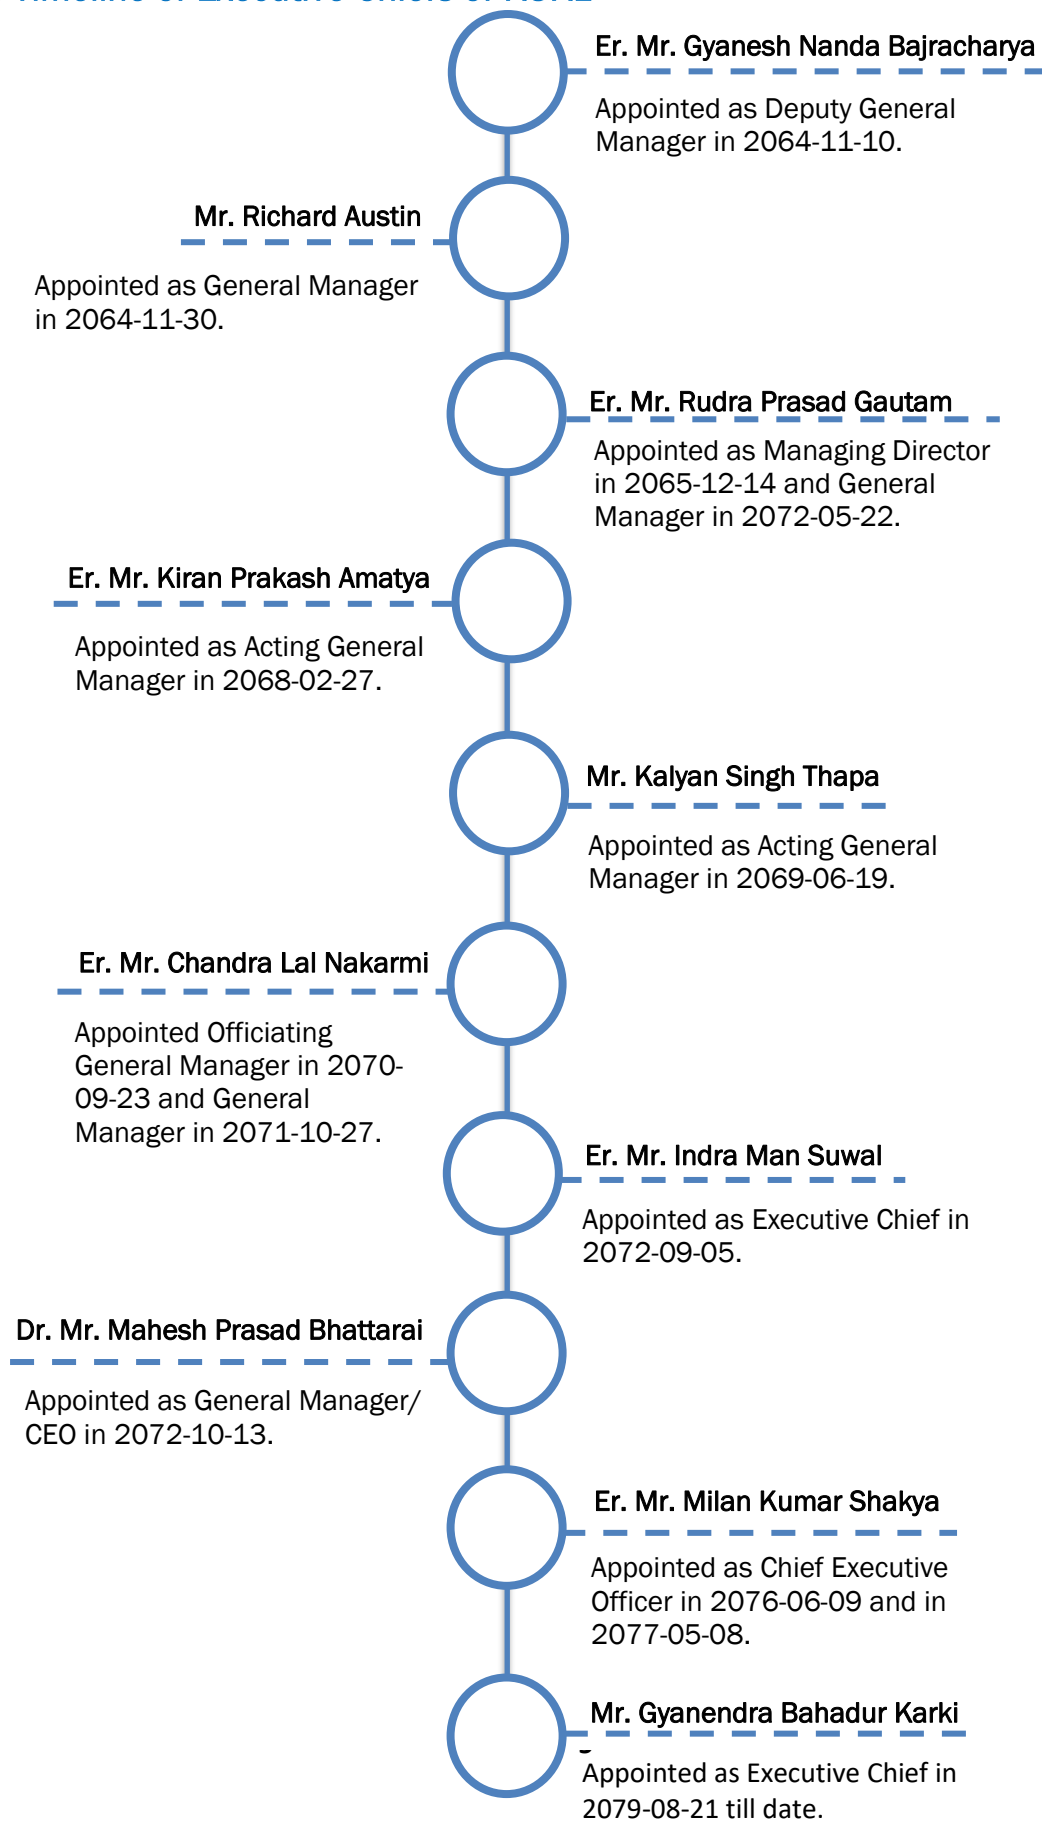 Er. Mr. Gyanesh Nanda Bajracharya
Appointed as Deputy General
Manager in 2064-11-10.
Mr. Richard Austin
Appointed as General Manager
in 2064-11-30.
Er. Mr. Rudra Prasad Gautam
Appointed as Managing Director
in 2065-12-14 and General
Manager in 2072-05-22.
Er. Mr. Kiran Prakash Amatya
Appointed as Acting General
Manager in 2068-02-27.
Mr. Kalyan Singh Thapa
Appointed as Acting General
Manager in 2069-06-19.
Er. Mr. Chandra Lal Nakarmi
Appointed Officiating
General Manager in 2070-
09-23 and General
Manager in 2071-10-27.
Er. Mr. Indra Man Suwal
Appointed as Executive Chief in
2072-09-05.
Dr. Mr. Mahesh Prasad Bhattarai
Appointed as General Manager/
CEO in 2072-10-13.
Er. Mr. Milan Kumar Shakya
Appointed as Chief Executive
Officer in 2076-06-09 and in
2077-05-08.
Mr. Gyanendra Bahadur Karki
Appointed as Executive Chief in
2079-08-21 till date.